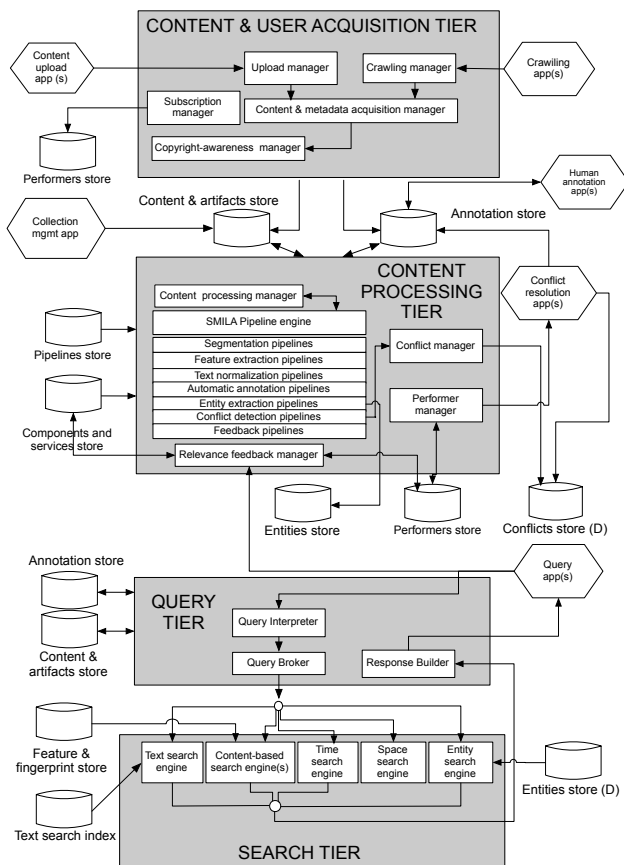 CONTENT & USER ACQUISITION TIER
Content
upload
app (s)
Upload manager
Crawling manager
Crawiling
app(s)
Subscription
manager
Content & metadata acquisition manager
Copyright-awareness manager
Performers store
Content & artifacts store
Annotation store
Human
annotation
app(s)
Collection
mgmt app
CONTENT
PROCESSING
TIER
Content processing manager
SMILA Pipeline engine
Segmentation pipelines
Feature extraction pipelines
Text normalization pipelines
Automatic annotation pipelines
Entity extraction pipelines
Conflict detection pipelines
Feedback pipelines
Relevance feedback manager
Conflict manager
Performer
manager
Conflict
resolution
app(s)
Pipelines store
Components and
services store
Entities store
Performers store
Conflicts store (D)
Annotation store
Content &
artifacts store
QUERY
TIER
Query Interpreter
Query Broker
Response Builder
Query
app(s)
Feature &
fingerprint store
Text search index
Text search
engine
Content-based
search engine(s)
Time
search
engine
Space
search
engine
Entity
search
engine
Entities store (D)
SEARCH TIER